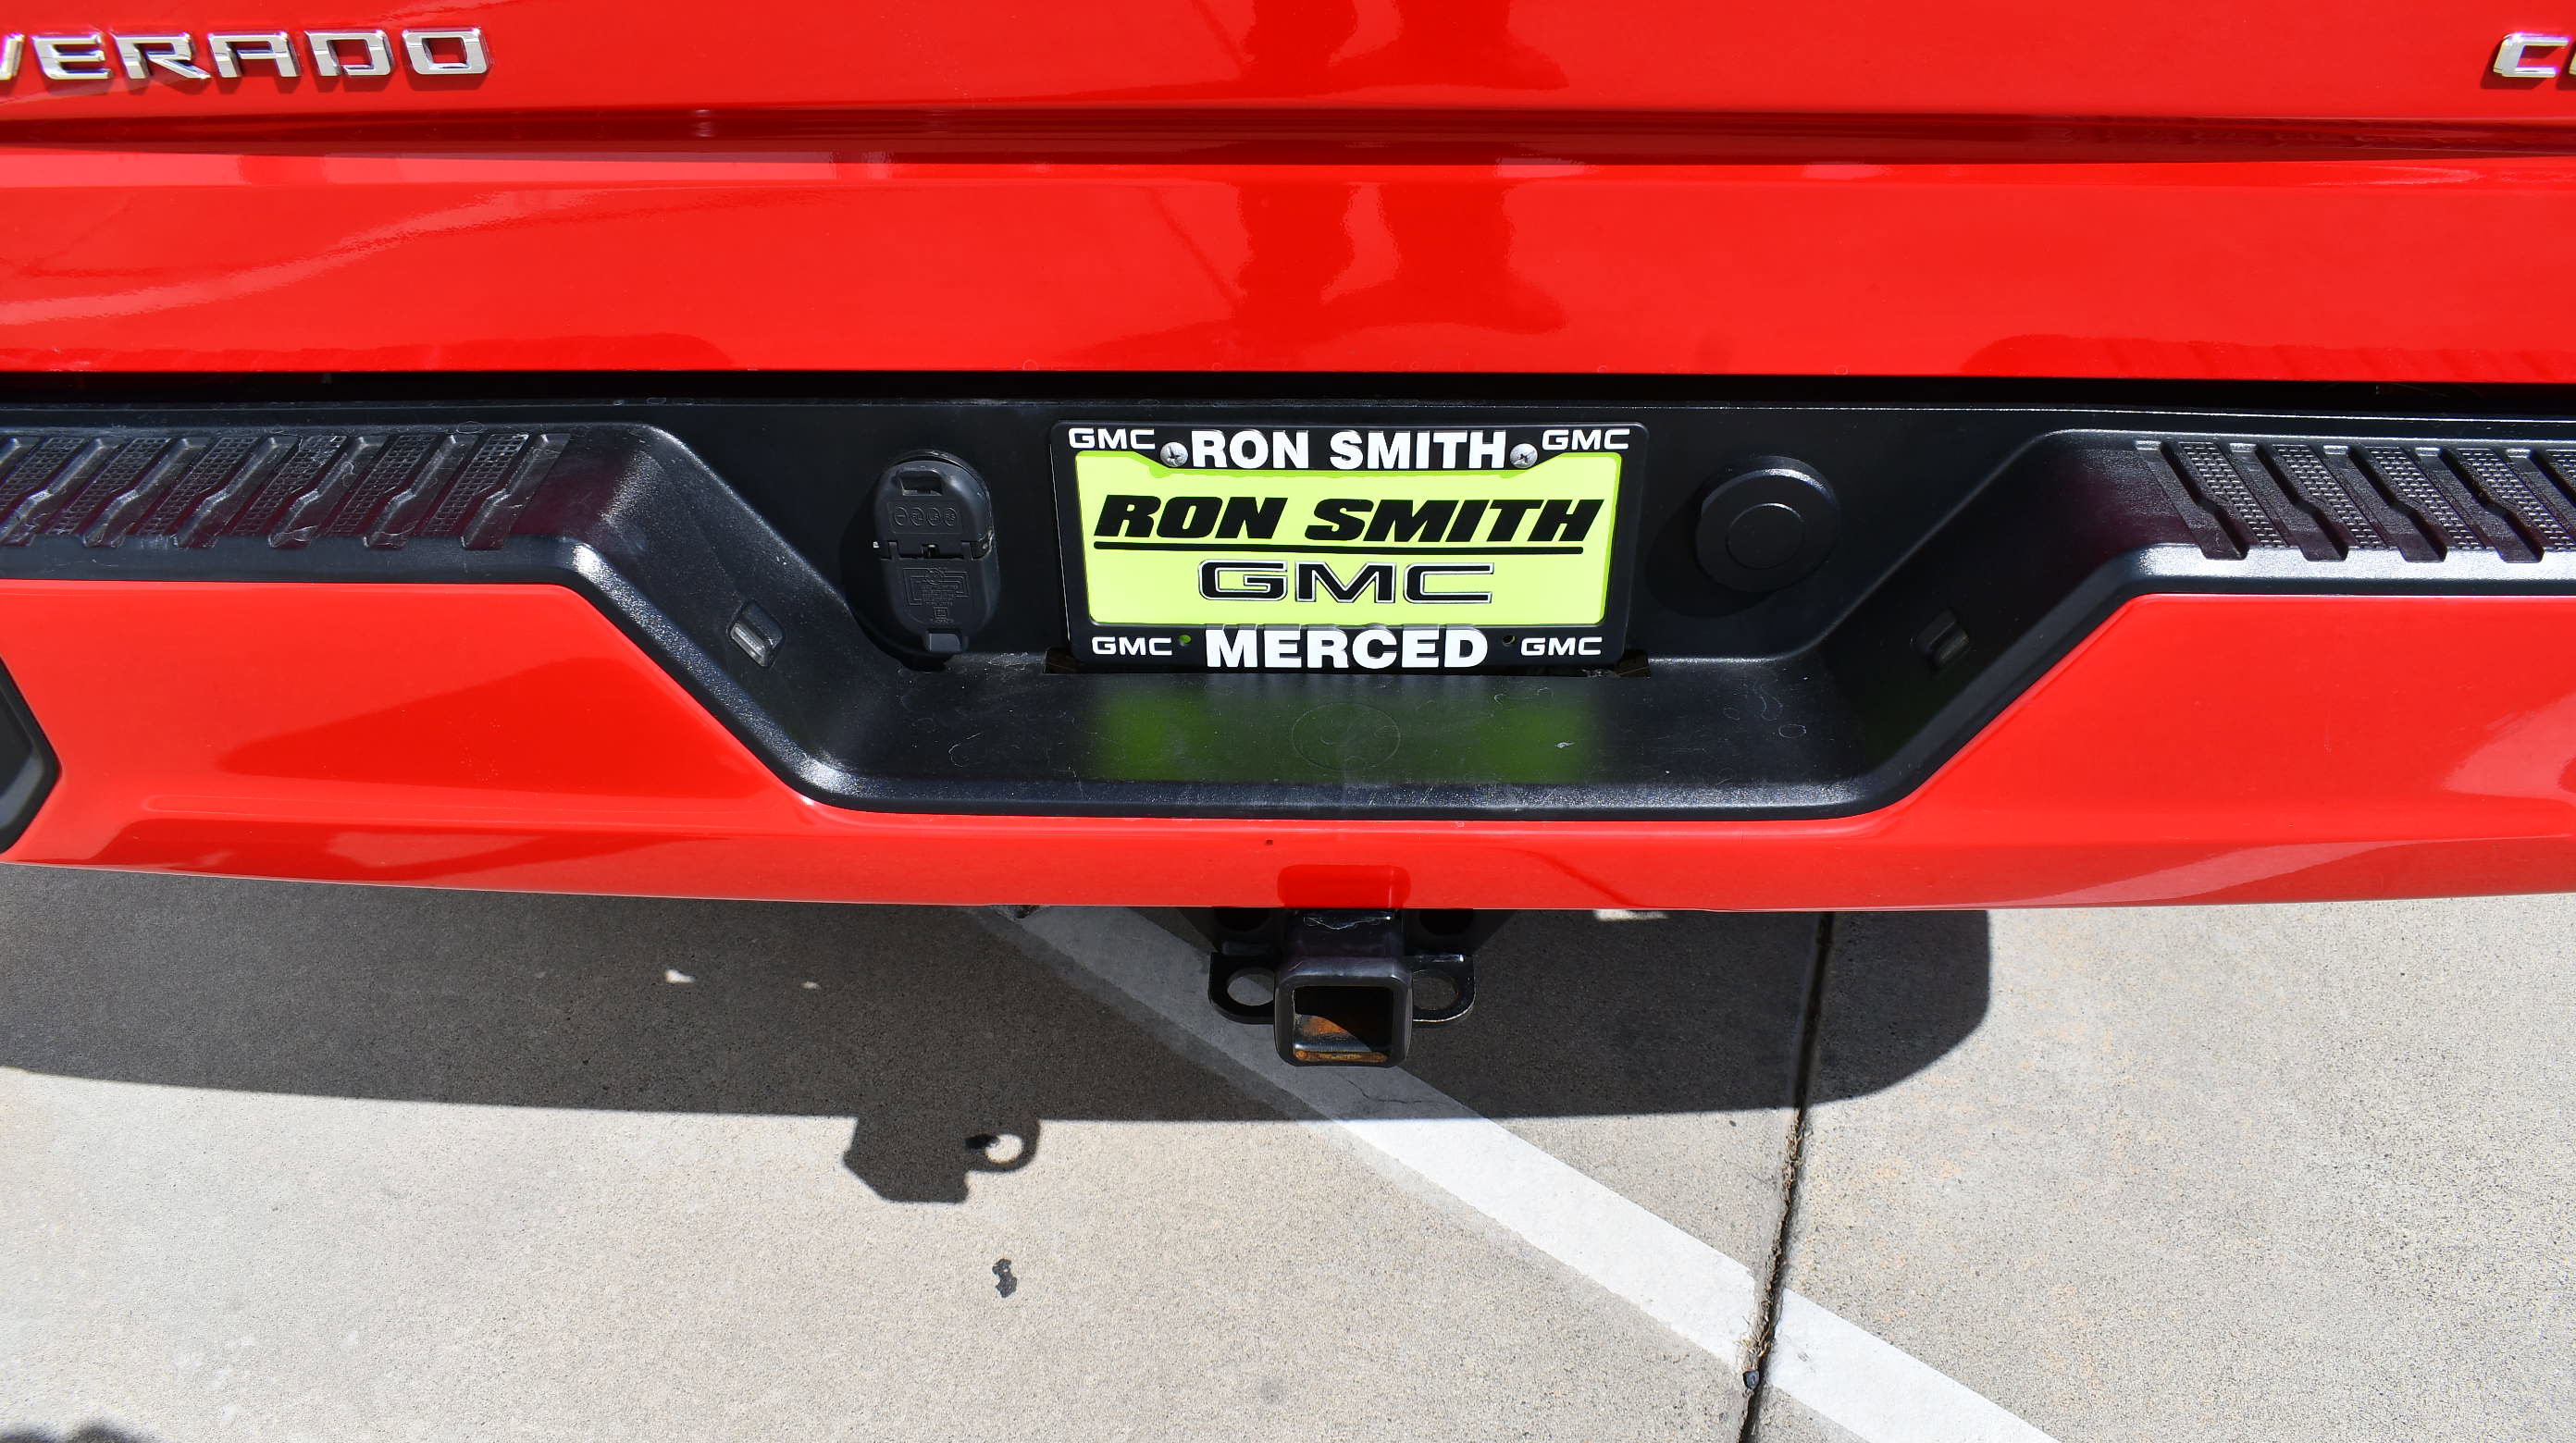 VERADO
C
GMC RON SMITH GMC
RON SMITH
GMC
GMC MERCED GMC